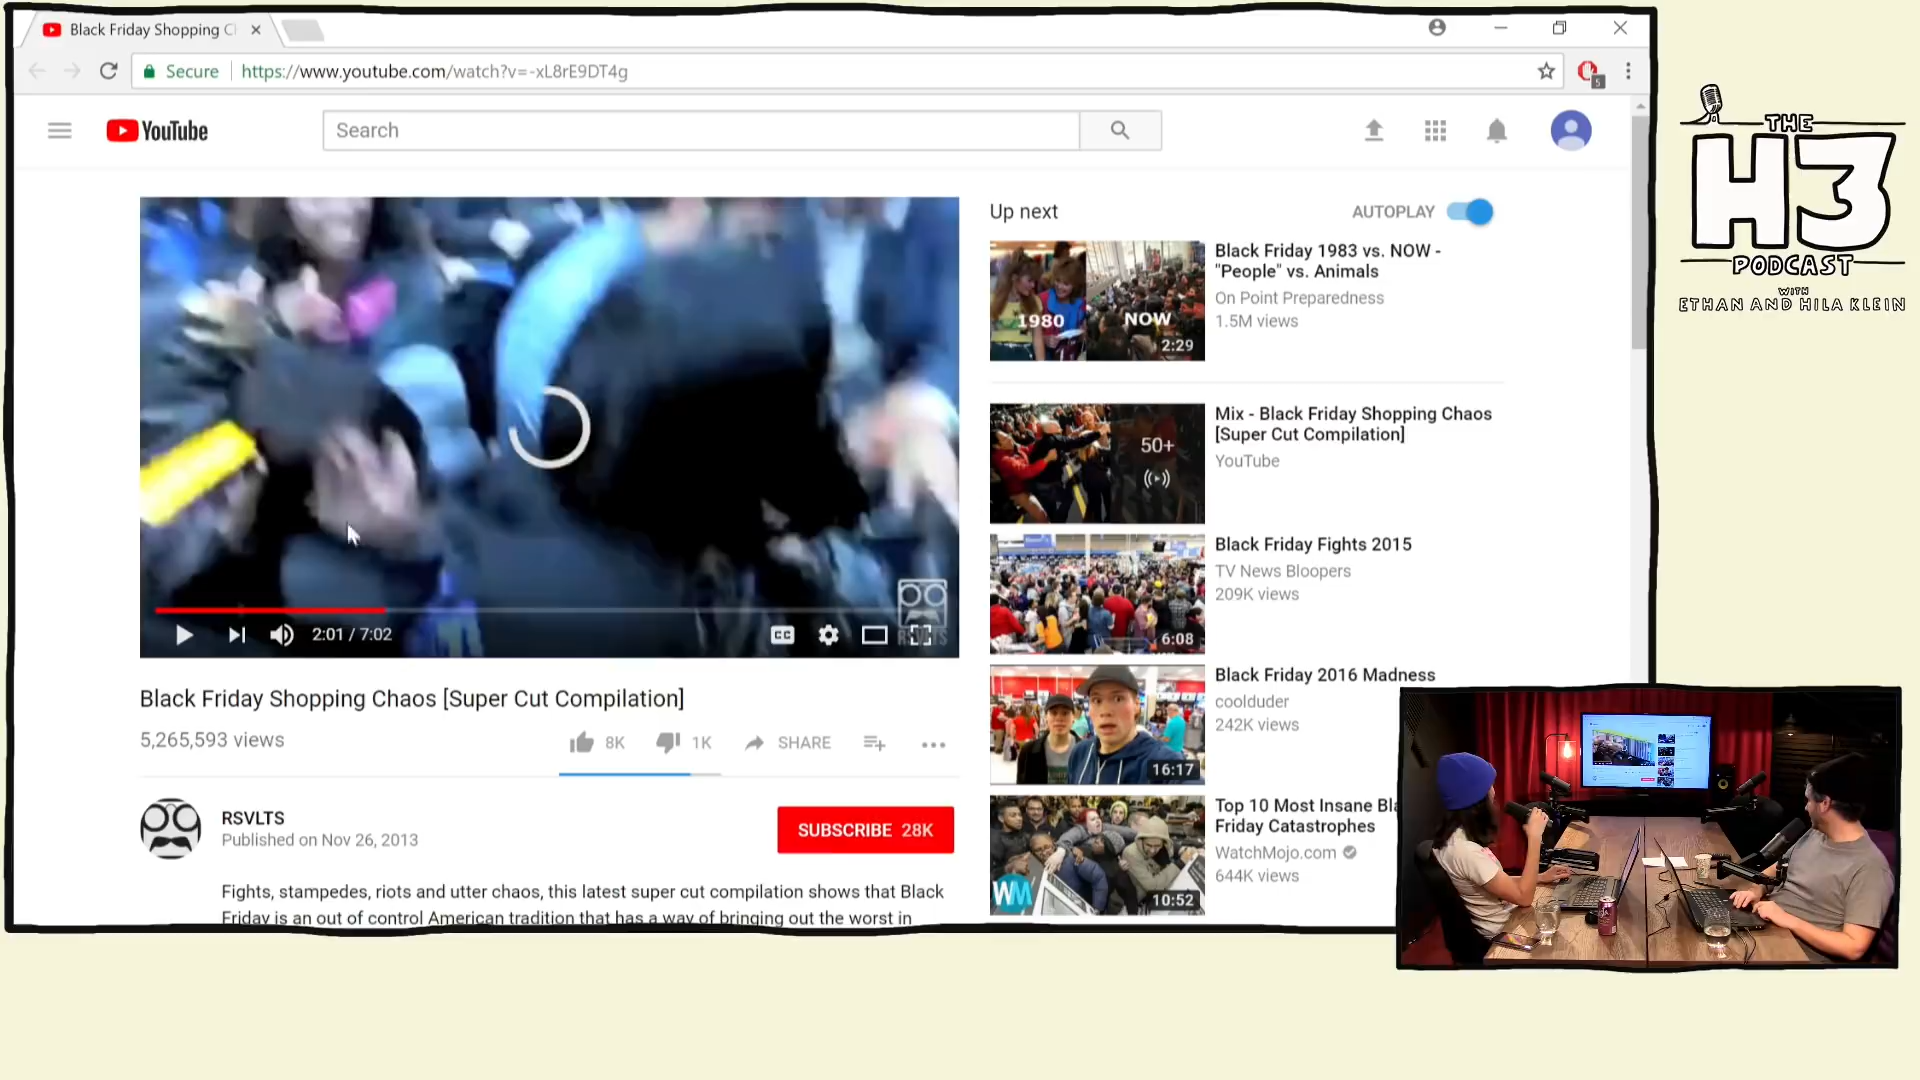 Black Friday Shopping C
Secure
https://www.youtube.com/watch?v=-xL8rE9DT4g
5
YouTube
Search
THE
H3
PODCAST
WITH
ETHAN AND HILA KLEIN
Up next
AUTOPLAY
1980
NOW
2:29
Black Friday 1983 vs. NOW -
"People" vs. Animals
On Point Preparedness
1.5M views
50+
Mix - Black Friday Shopping Chaos
[Super Cut Compilation]
YouTube
6:08
Black Friday Fights 2015
TV News Bloopers
209K views
16:17
Black Friday 2016 Madness
coolduder
242K views
WM
10:52
Top 10 Most Insane Bla
Friday Catastrophes
WatchMojo.com
644K views
RSVLTS
2:01 / 7:02
CC
Black Friday Shopping Chaos [Super Cut Compilation]
5,265,593 views
8K
1K
SHARE
RSVLTS
Published on Nov 26, 2013
SUBSCRIBE 28K
Fights, stampedes, riots and utter chaos, this latest super cut compilation shows that Black
Friday is an out of control American tradition that has a way of bringing out the worst in